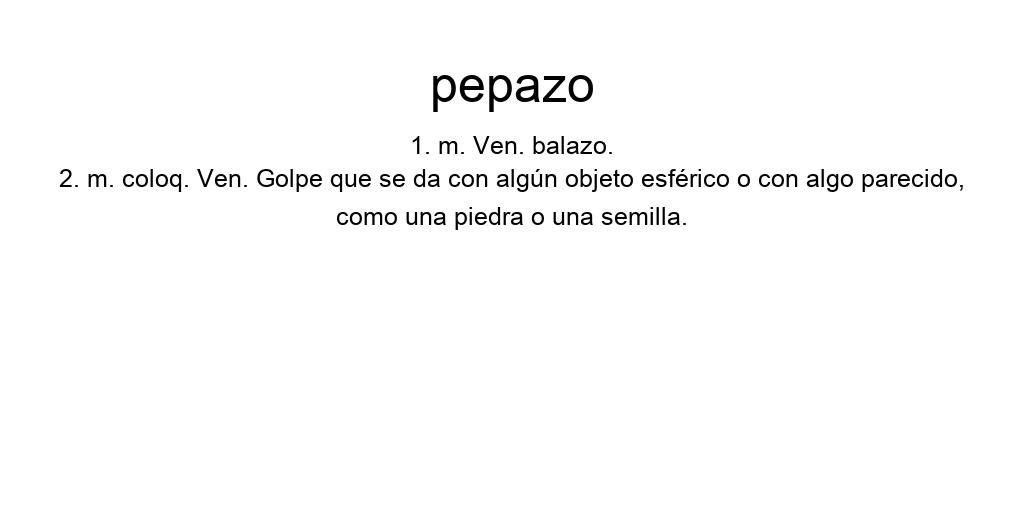 pepazo
1. m. Ven. balazo.
2. m. coloq. Ven. Golpe que se da con algún objeto esférico o con algo parecido,
como una piedra o una semilla.